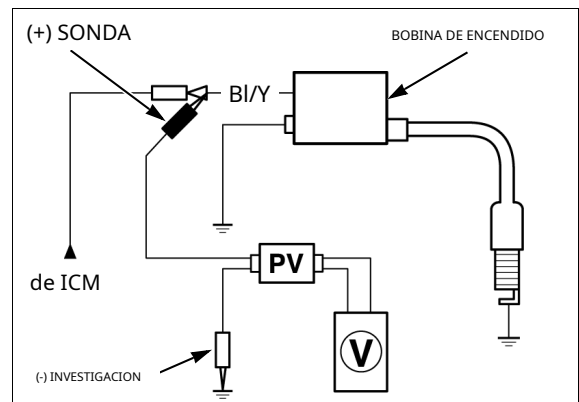 (+) SONDA
BOBINA DE ENCENDIDO
Bl/Y
PV
de ICM
V
(-) INVESTIGACION